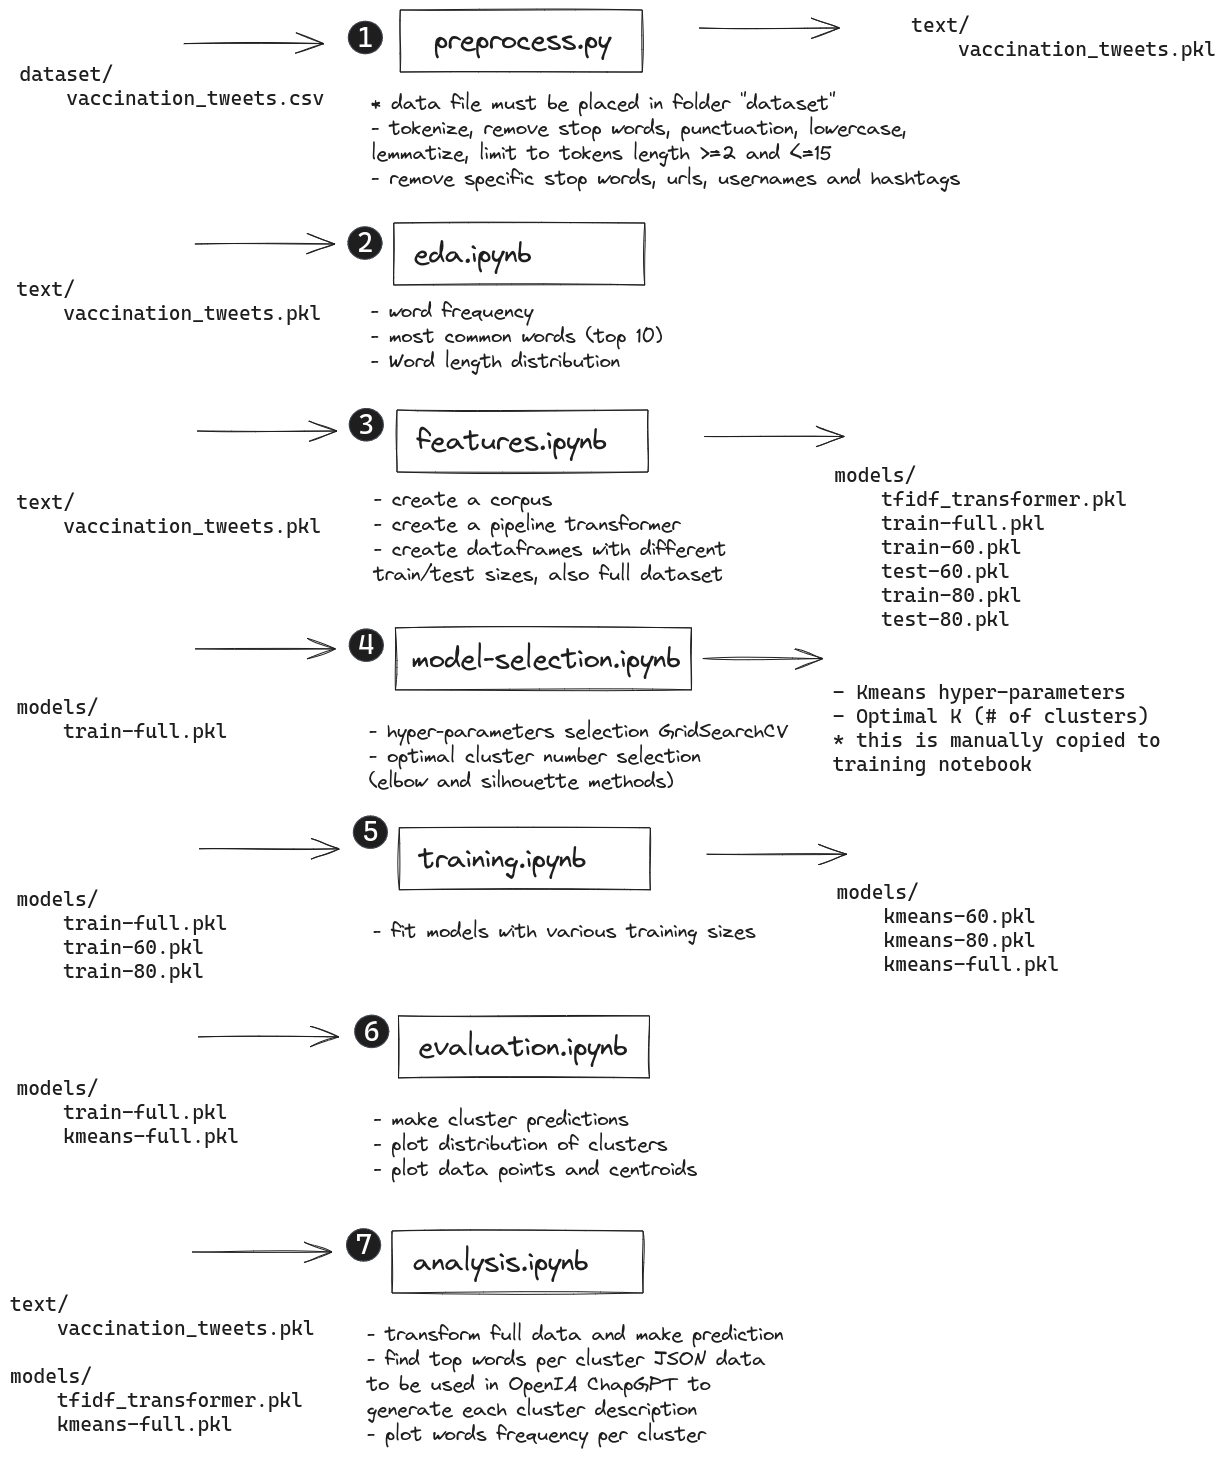 dataset/
vaccination_tweets.csv
1
preprocess.py
text/
vaccination_tweets.pkl
* data file must be placed in folder "dataset"
- tokenize, remove stop words, punctuation, lowercase,
lemmatize, limit to tokens length >=2 and <=15
- remove specific stop words, urls, usernames and hashtags
text/
vaccination_tweets.pkl
2
eda.ipynb
- word frequency
- most common words (top 10)
- Word length distribution
text/
vaccination_tweets.pkl
3
features.ipynb
- create a corpus
- create a pipeline transformer
- create dataframes with different
train/test sizes, also full dataset
models/
tfidf_transformer.pkl
train-full.pkl
train-60.pkl
test-60.pkl
train-80.pkl
test-80.pkl
models/
train-full.pkl
4
model-selection.ipynb
- hyper-parameters selection GridSearchCV
- optimal cluster number selection
(elbow and silhouette methods)
- Kmeans hyper-parameters
- Optimal K (# of clusters)
* this is manually copied to
training notebook
models/
train-full.pkl
train-60.pkl
train-80.pkl
5
training.ipynb
- fit models with various training sizes
models/
kmeans-60.pkl
kmeans-80.pkl
kmeans-full.pkl
models/
train-full.pkl
kmeans-full.pkl
6
evaluation.ipynb
- make cluster predictions
- plot distribution of clusters
- plot data points and centroids
text/
vaccination_tweets.pkl
models/
tfidf_transformer.pkl
kmeans-full.pkl
7
analysis.ipynb
- transform full data and make prediction
- find top words per cluster JSON data
to be used in OpenIA ChapGPT to
generate each cluster description
- plot words frequency per cluster